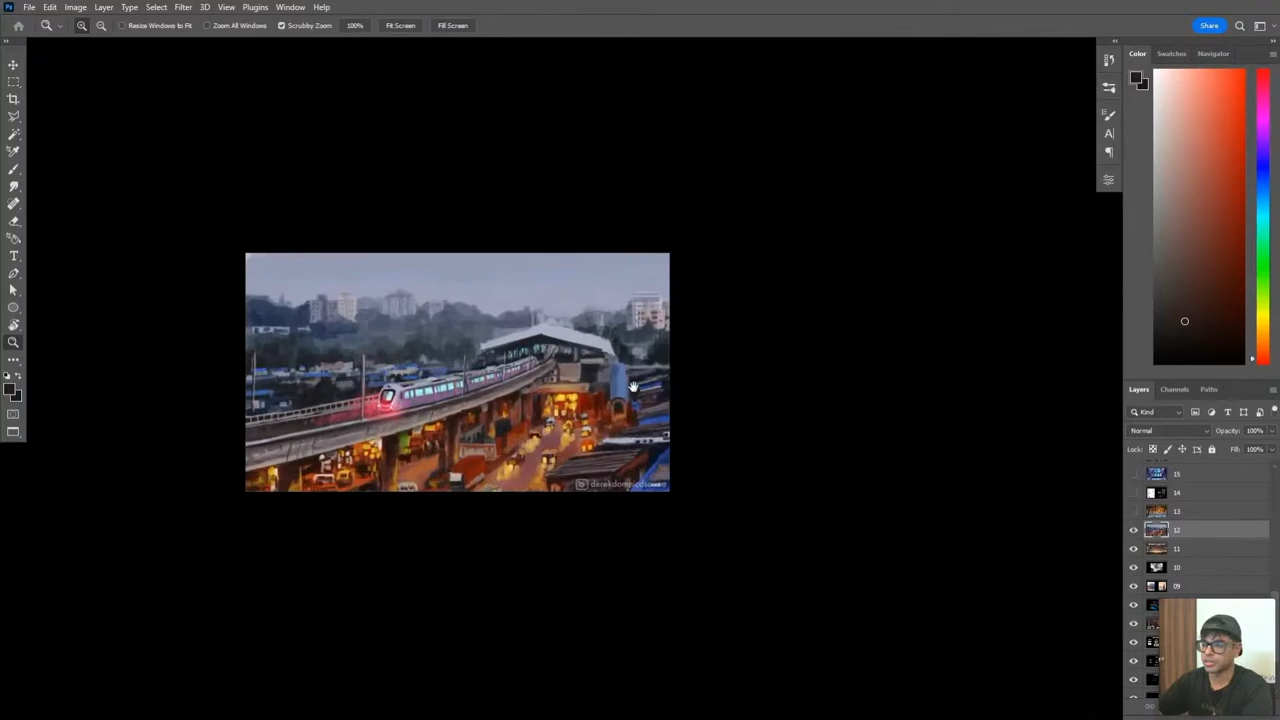 Ps File Edit Image Layer Type Select Filter 3D View Plugins Window Help
Resize Windows to Fit Zoom All Windows Scrubby Zoom 100% Fit Screen Fill Screen Share
Color Swatches Navigator
Layers Channels Paths
Kind
Normal Opacity: 100%
Lock: Fill: 100%
15
14
13
12
11
10
09